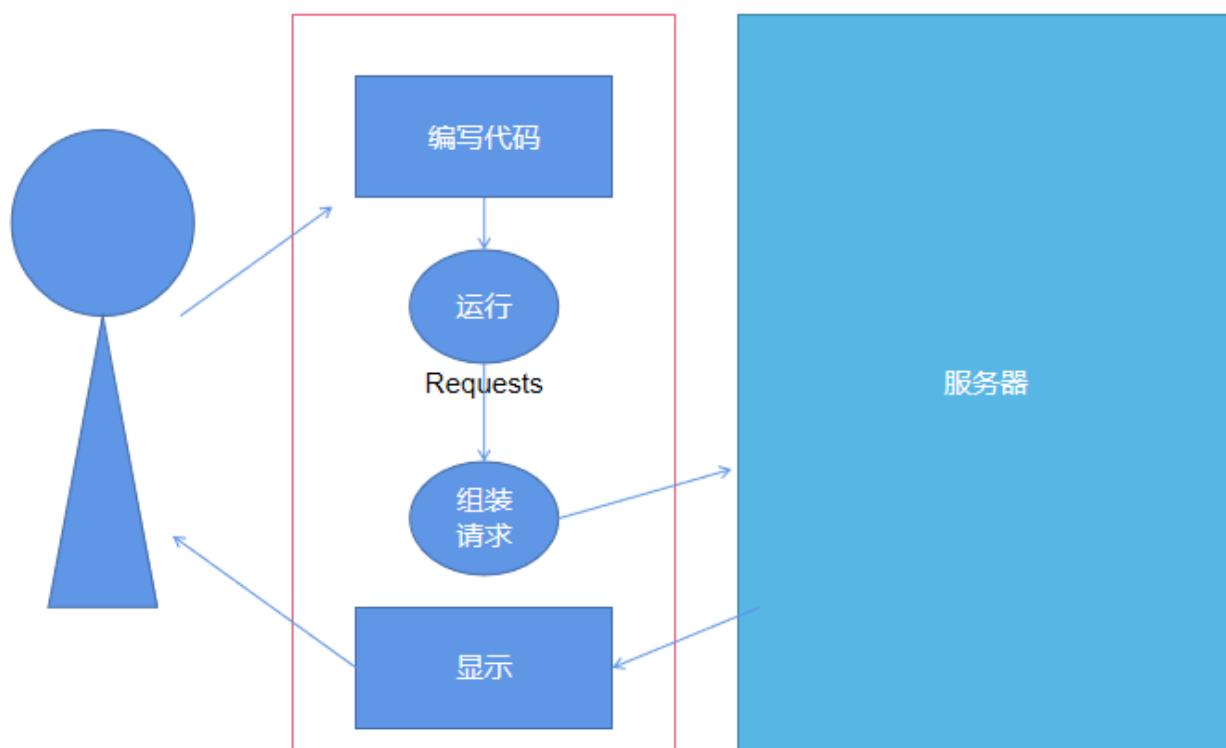 编写代码
运行
Requests
组装
请求
显示
服务器